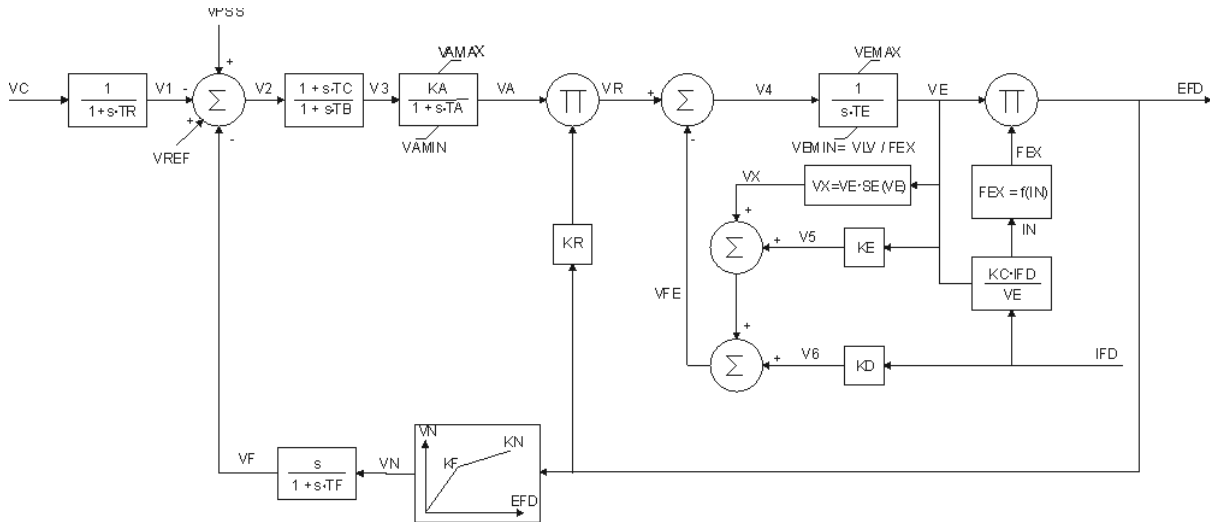 VPSS
VC
1
1+s·TR
V1
-
+
Σ
+
-
VREF
V2
1+s·TC
1+s·TB
V3
VAMAX
KA
1+s·TA
VAMIN
VA
Π
VR
+
Σ
-
V4
VEMAX
1
s·TE
VEMIN= VLV / FEX
VE
Π
EFD
FEX
FEX = f(IN)
IN
KC·IFD
VE
VX
VX=VE·SE(VE)
+
Σ
+
V5
KE
KR
VFE
+
Σ
+
V6
KD
IFD
VF
s
1+s·TF
VN
VN
KF
KN
EFD